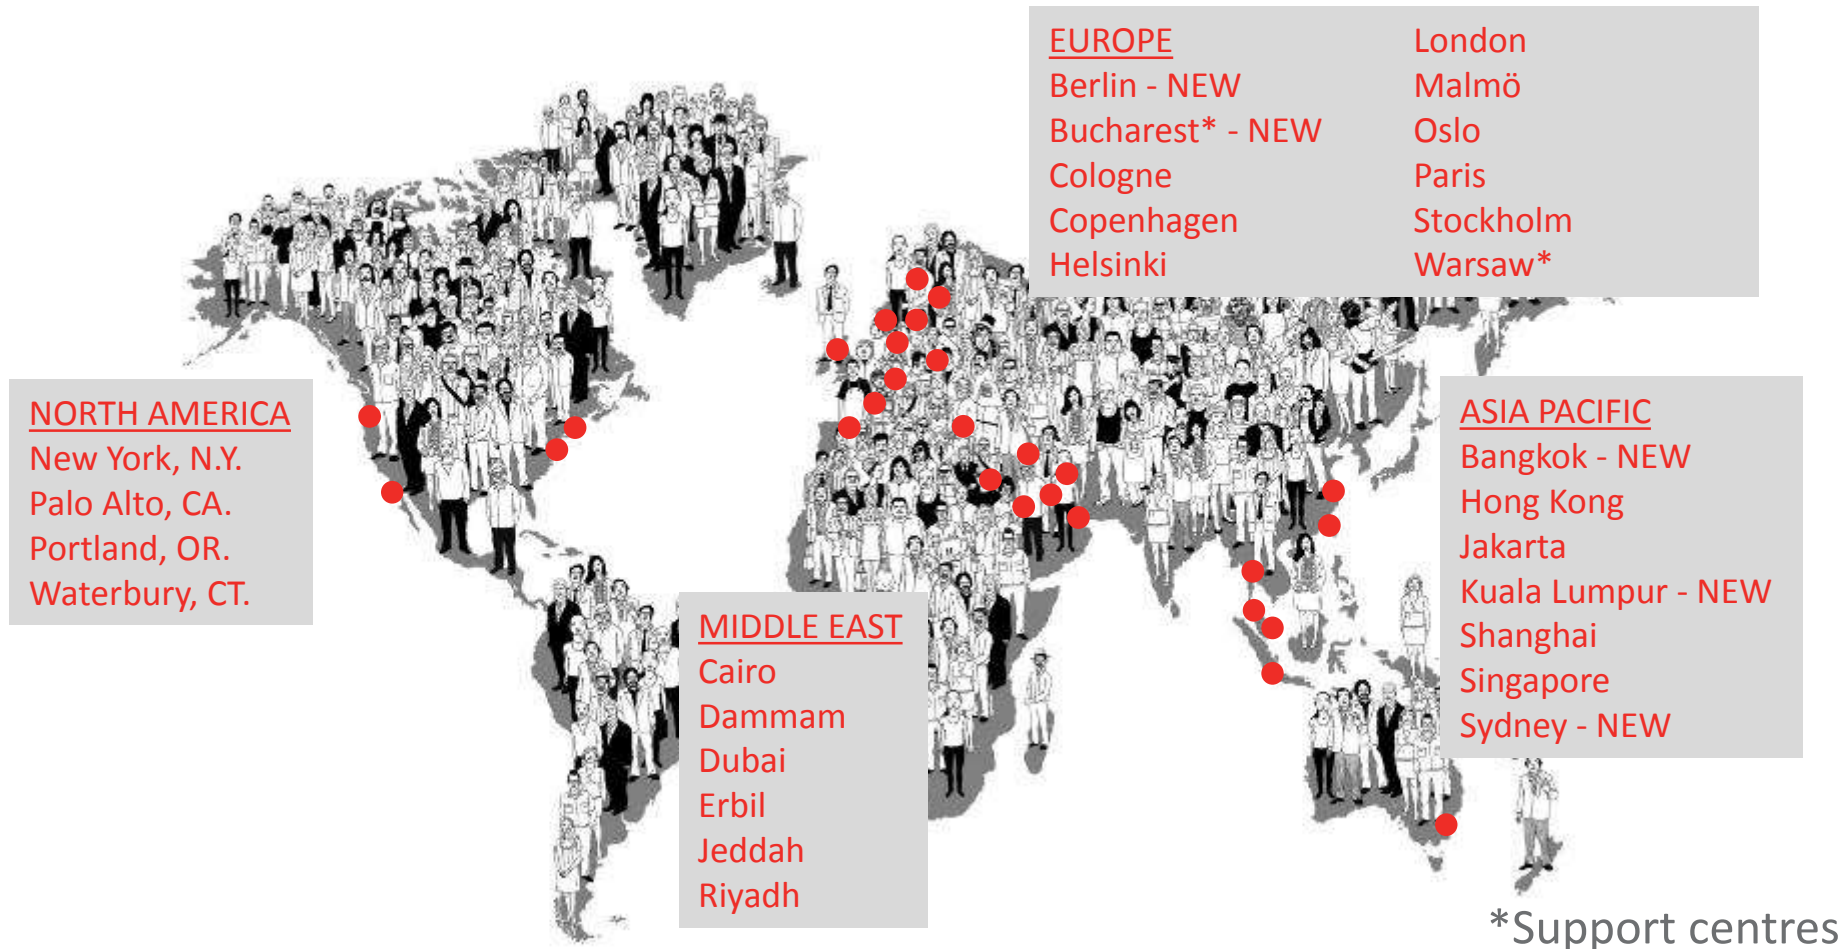 EUROPE
Berlin - NEW
Bucharest* - NEW
Cologne
Copenhagen
Helsinki
London
Malmö
Oslo
Paris
Stockholm
Warsaw*
NORTH AMERICA
New York, N.Y.
Palo Alto, CA.
Portland, OR.
Waterbury, CT.
MIDDLE EAST
Cairo
Dammam
Dubai
Erbil
Jeddah
Riyadh
ASIA PACIFIC
Bangkok - NEW
Hong Kong
Jakarta
Kuala Lumpur - NEW
Shanghai
Singapore
Sydney - NEW
*Support centres